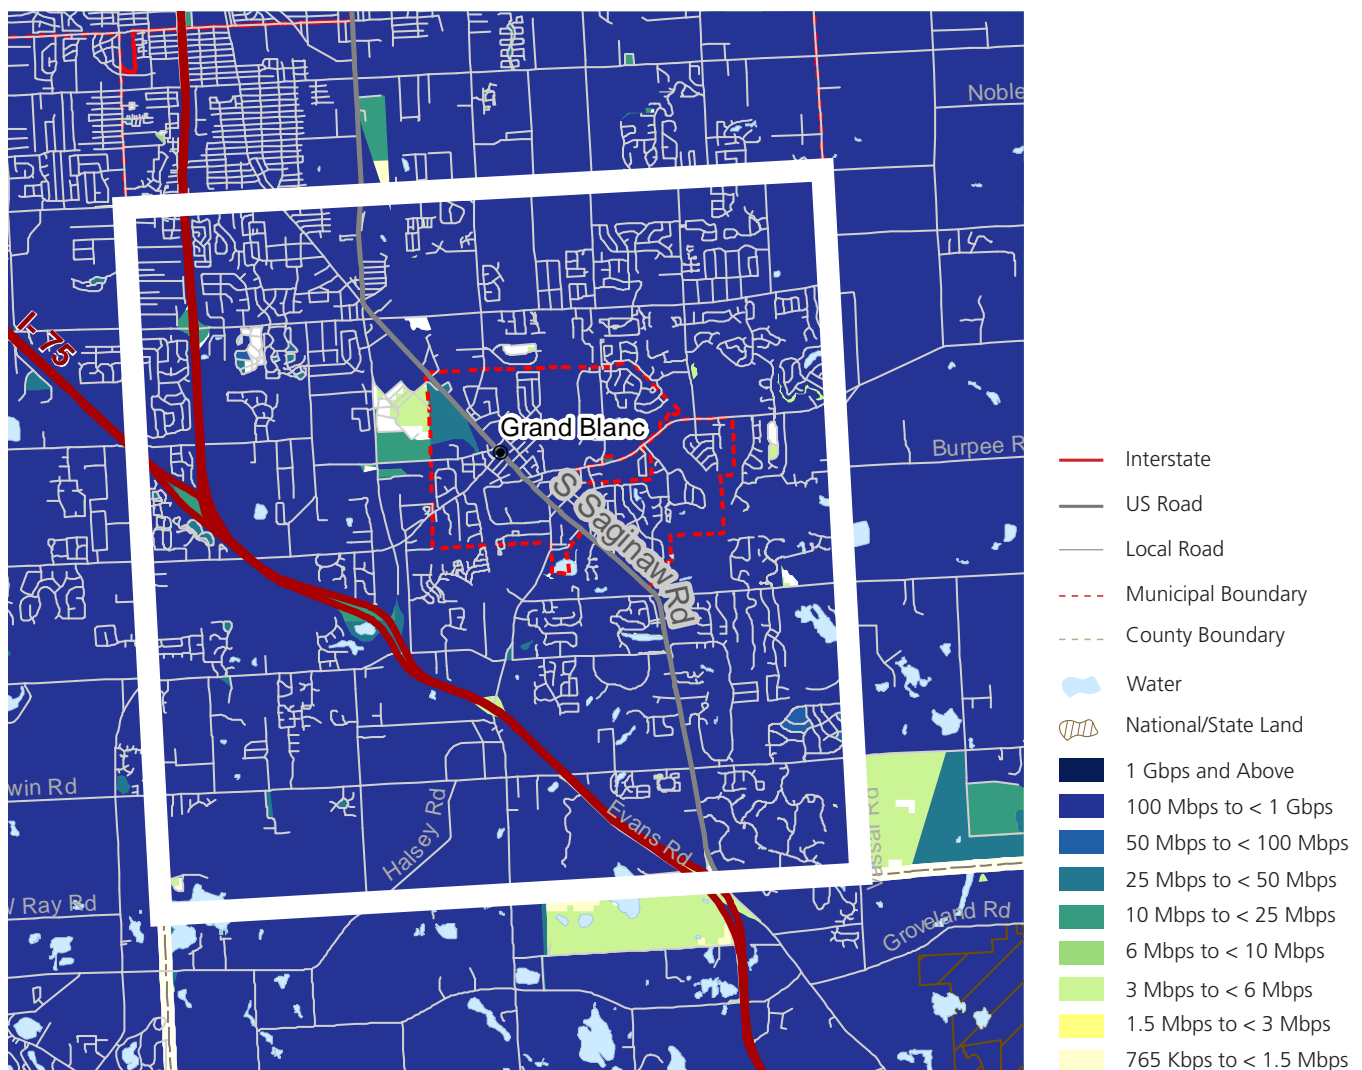 Noble
I- 75
Grand Blanc
Burpee R
S Saginaw Rd
win Rd
Halsey Rd
Evans Rd
Vassar Rd
W Ray Rd
Groveland Rd
Interstate
US Road
Local Road
Municipal Boundary
County Boundary
Water
National/State Land
1 Gbps and Above
100 Mbps to < 1 Gbps
50 Mbps to < 100 Mbps
25 Mbps to < 50 Mbps
10 Mbps to < 25 Mbps
6 Mbps to < 10 Mbps
3 Mbps to < 6 Mbps
1.5 Mbps to < 3 Mbps
765 Kbps to < 1.5 Mbps